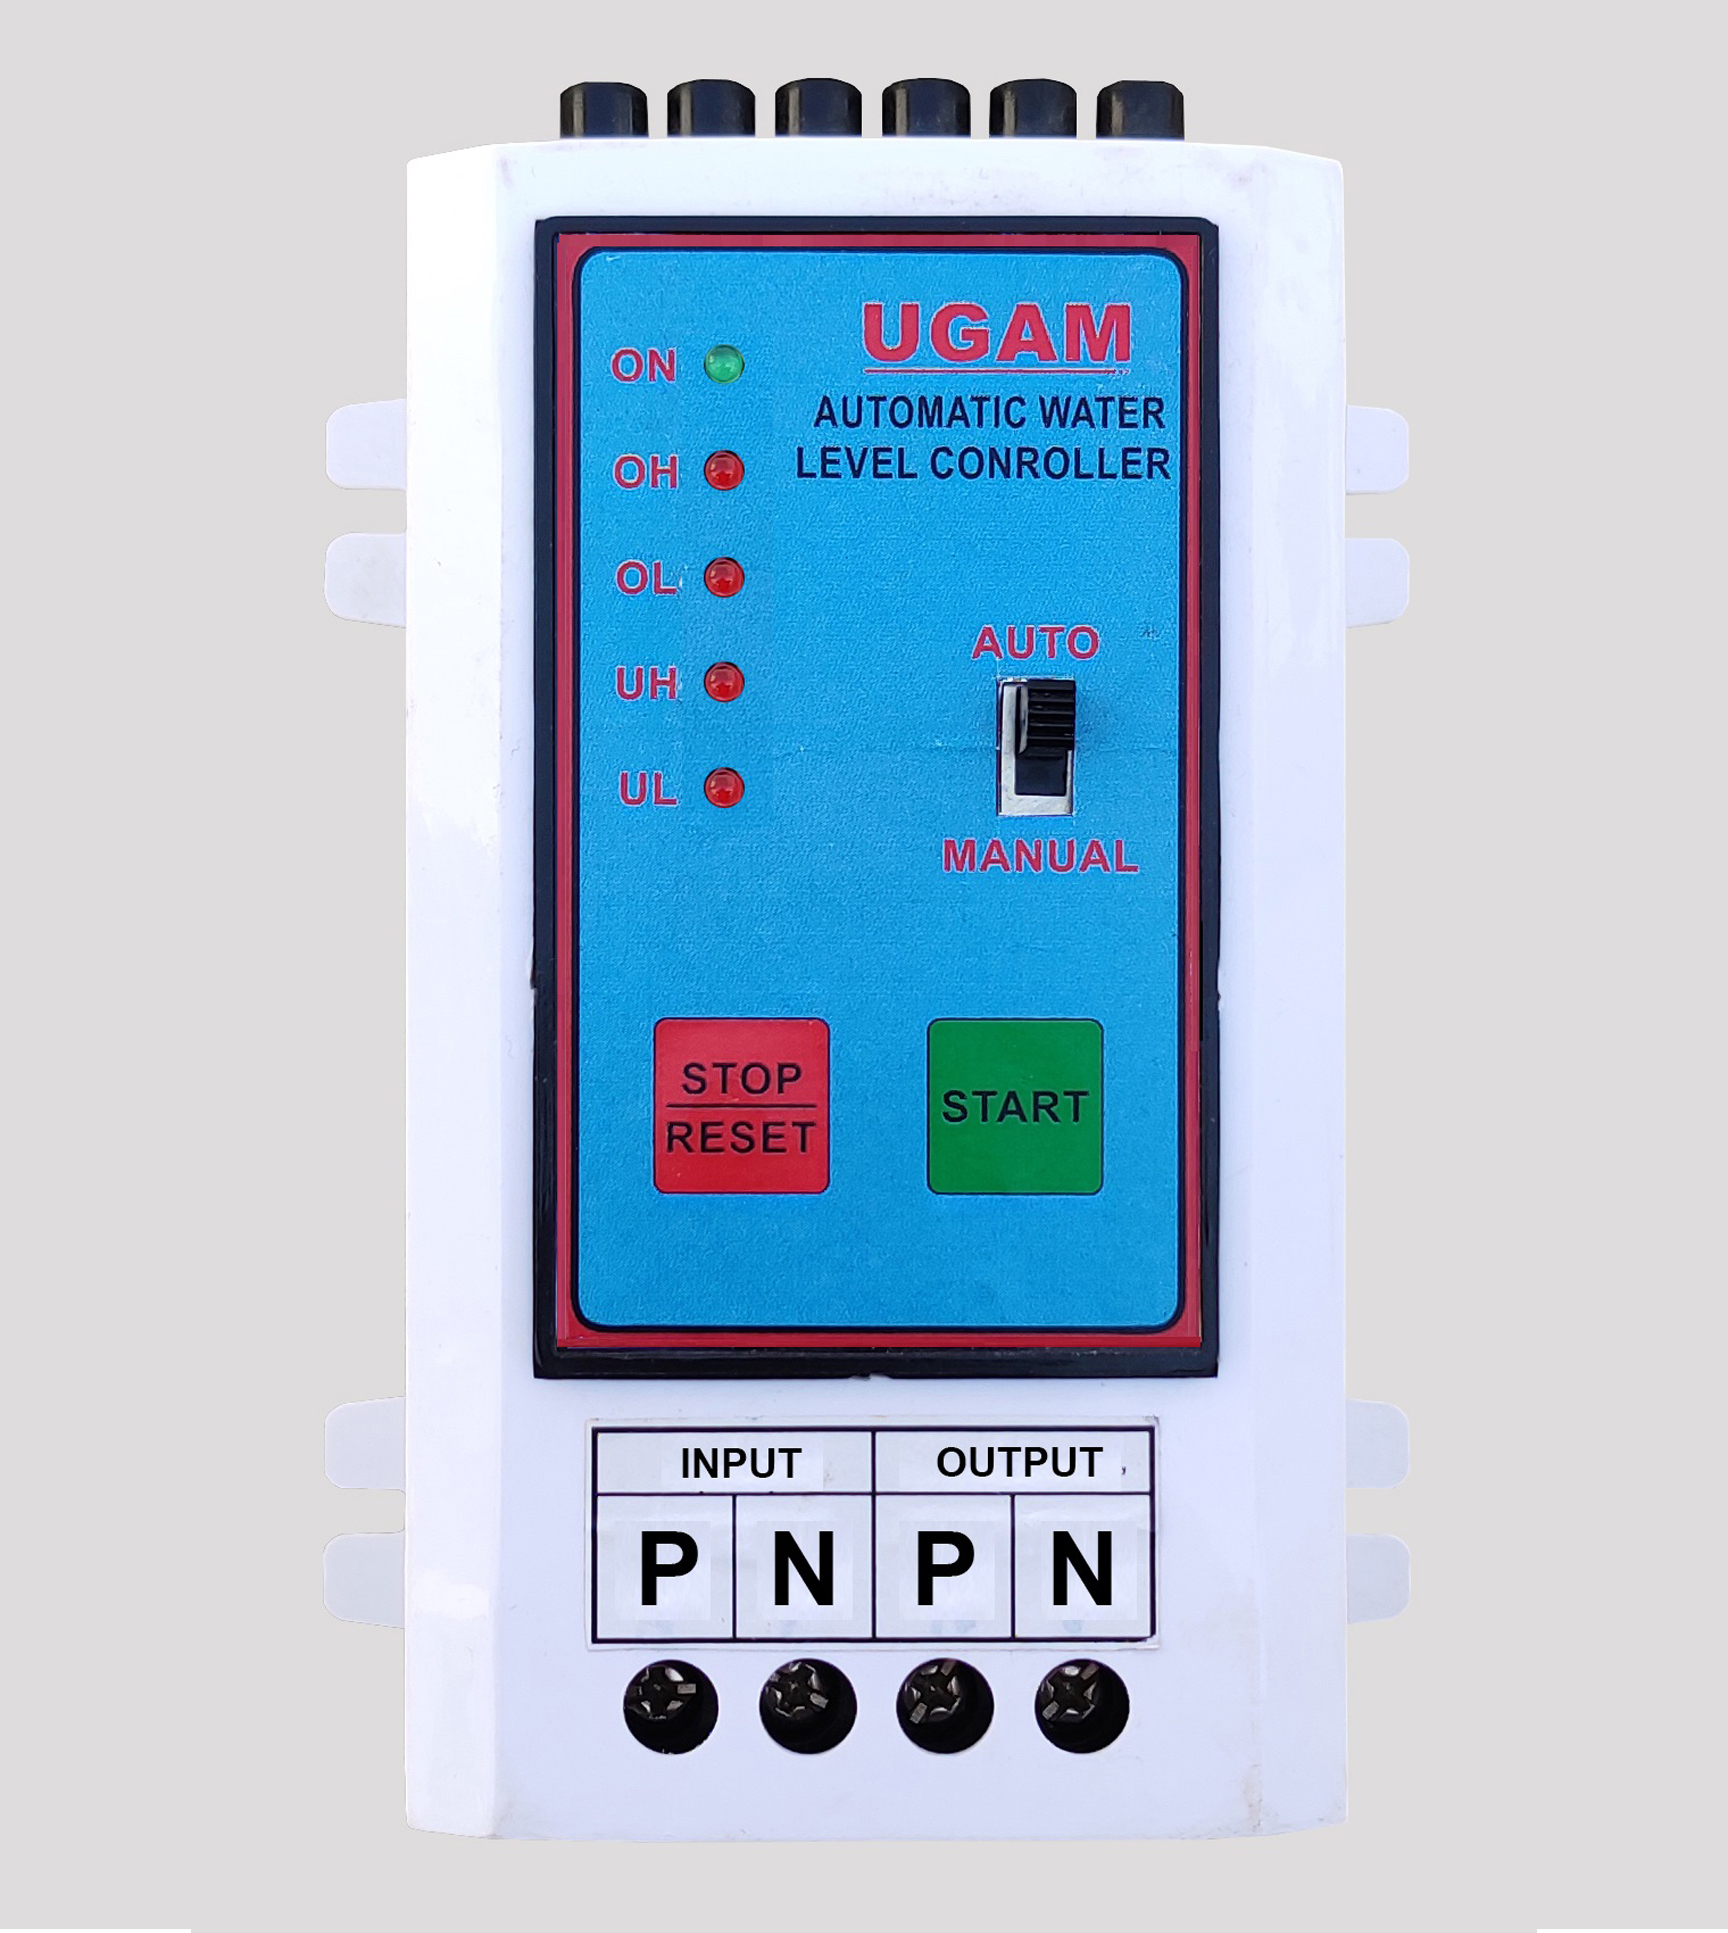 UGAM
AUTOMATIC WATER
LEVEL CONROLLER
ON
OH
OL
UH
UL
AUTO
MANUAL
STOP
RESET
START
INPUT OUTPUT
P N P N